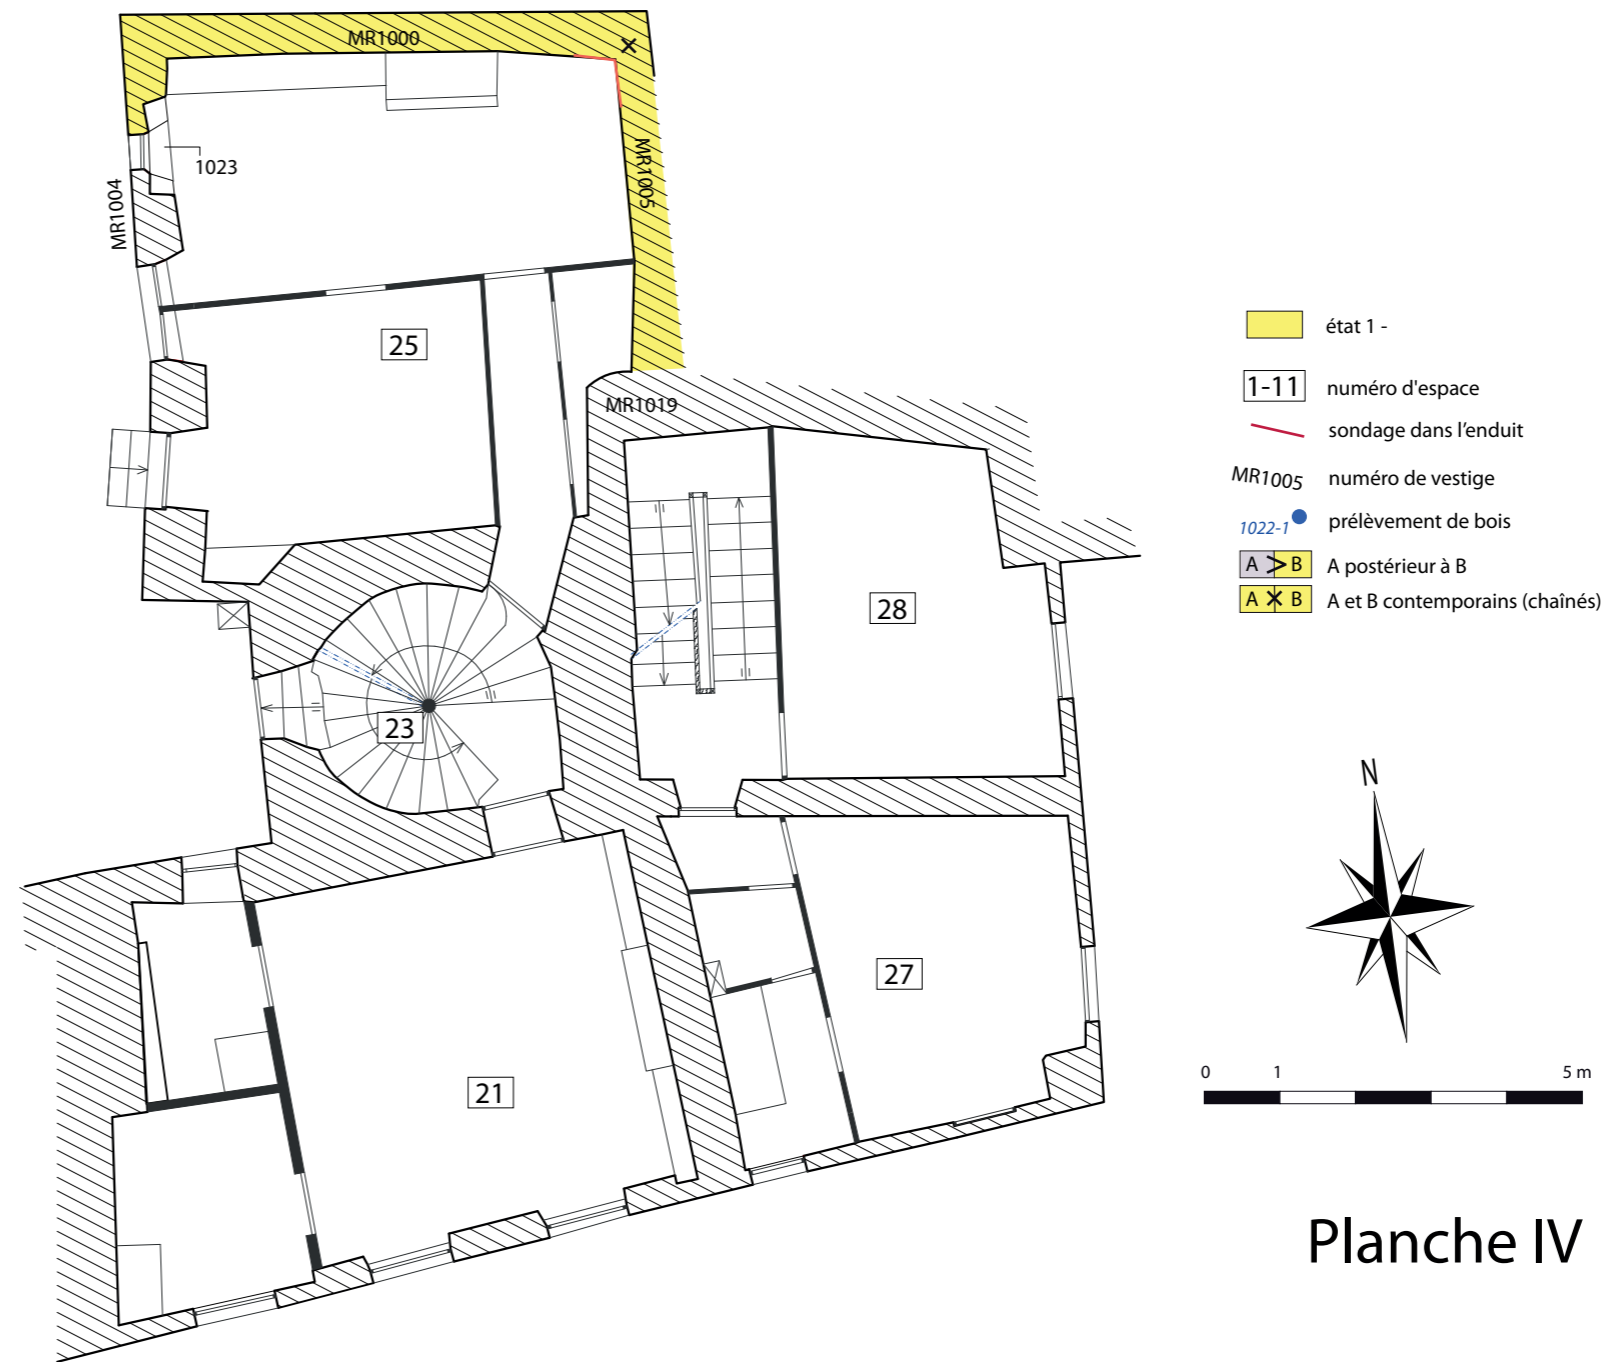 MR1000
MR1005
1023
MR1004
25
MR1019
28
23
27
21
état 1 -
1-11 numéro d'espace
sondage dans l'enduit
MR1005 numéro de vestige
1022-1 prélèvement de bois
A > B A postérieur à B
A X B A et B contemporains (chaînés)
N
0 1 5 m
Planche IV